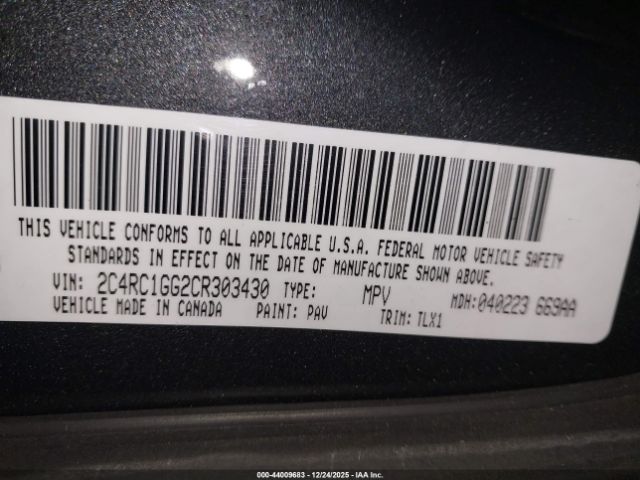 THIS VEHICLE CONFORMS TO ALL APPLICABLE U.S.A. FEDERAL MOTOR VEHICLE SAFETY
STANDARDS IN EFFECT ON THE DATE OF MANUFACTURE SHOWN ABOVE.
VIN: 2C4RC1GG2CR303430 TYPE: MPV MDH:040223 669AA
VEHICLE MADE IN CANADA PAINT: PAV TRIM: TLX1
000-44009683 - 12/24/2025 - IAA Inc.